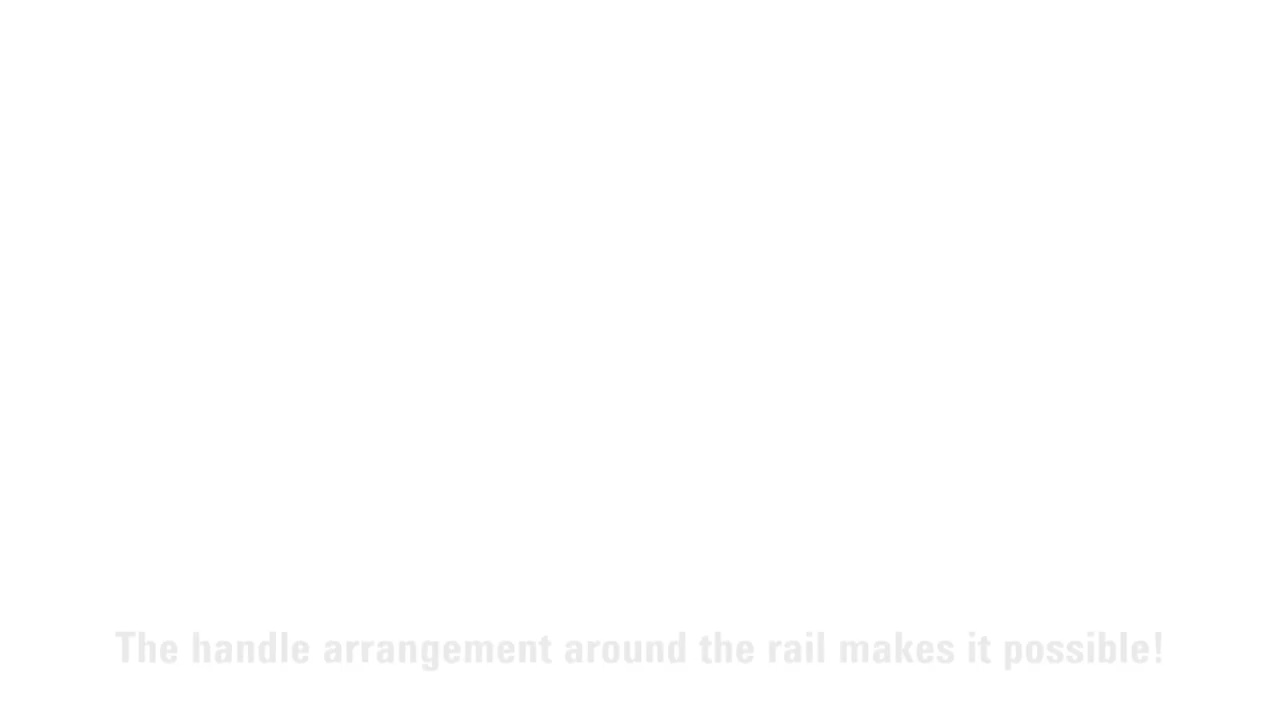 The handle arrangement around the rail makes it possible!